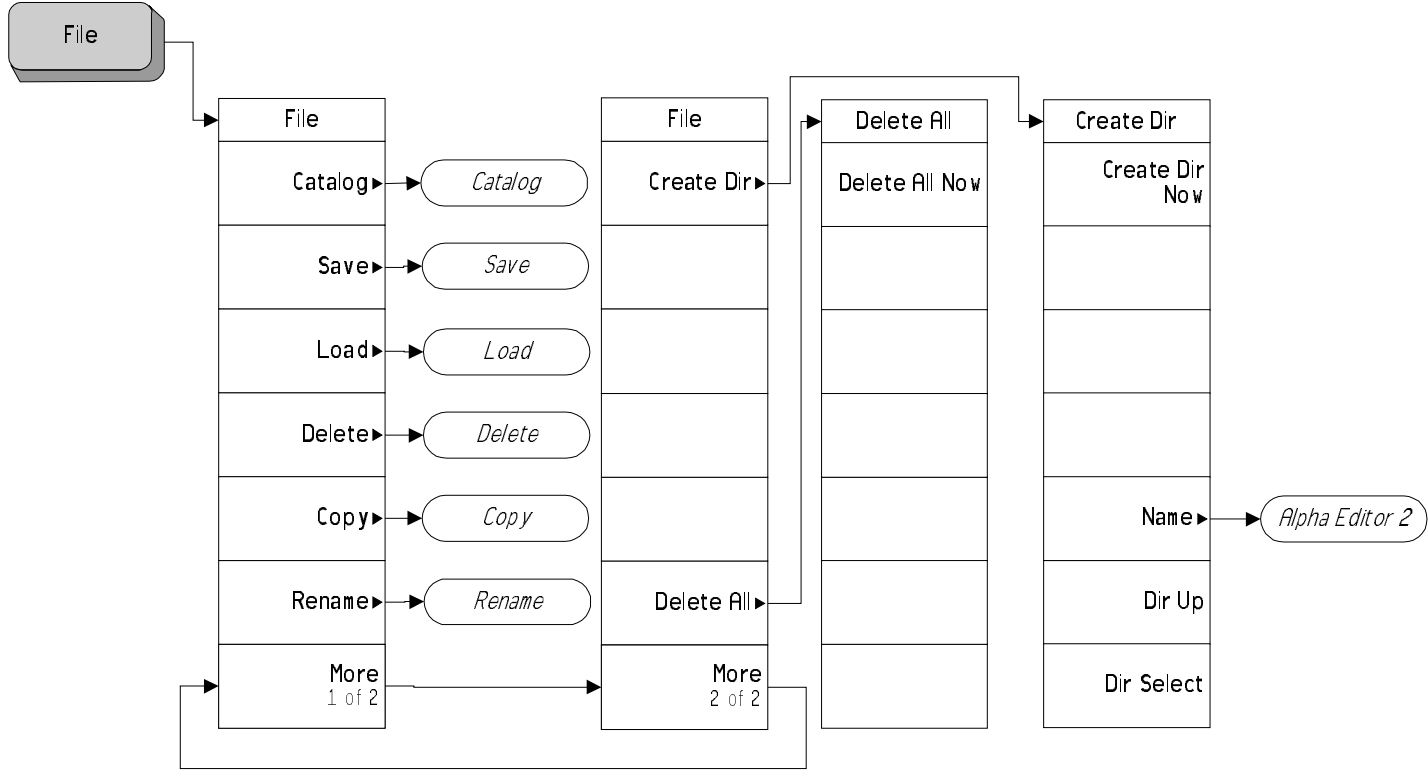 File
File
Catalog
Save
Load
Delete
Copy
Rename
More
1 of 2
Catalog
Save
Load
Delete
Copy
Rename
File
Create Dir
Delete All
More
2 of 2
Delete All
Delete All Now
Create Dir
Create Dir
Now
Name
Dir Up
Dir Select
Alpha Editor 2